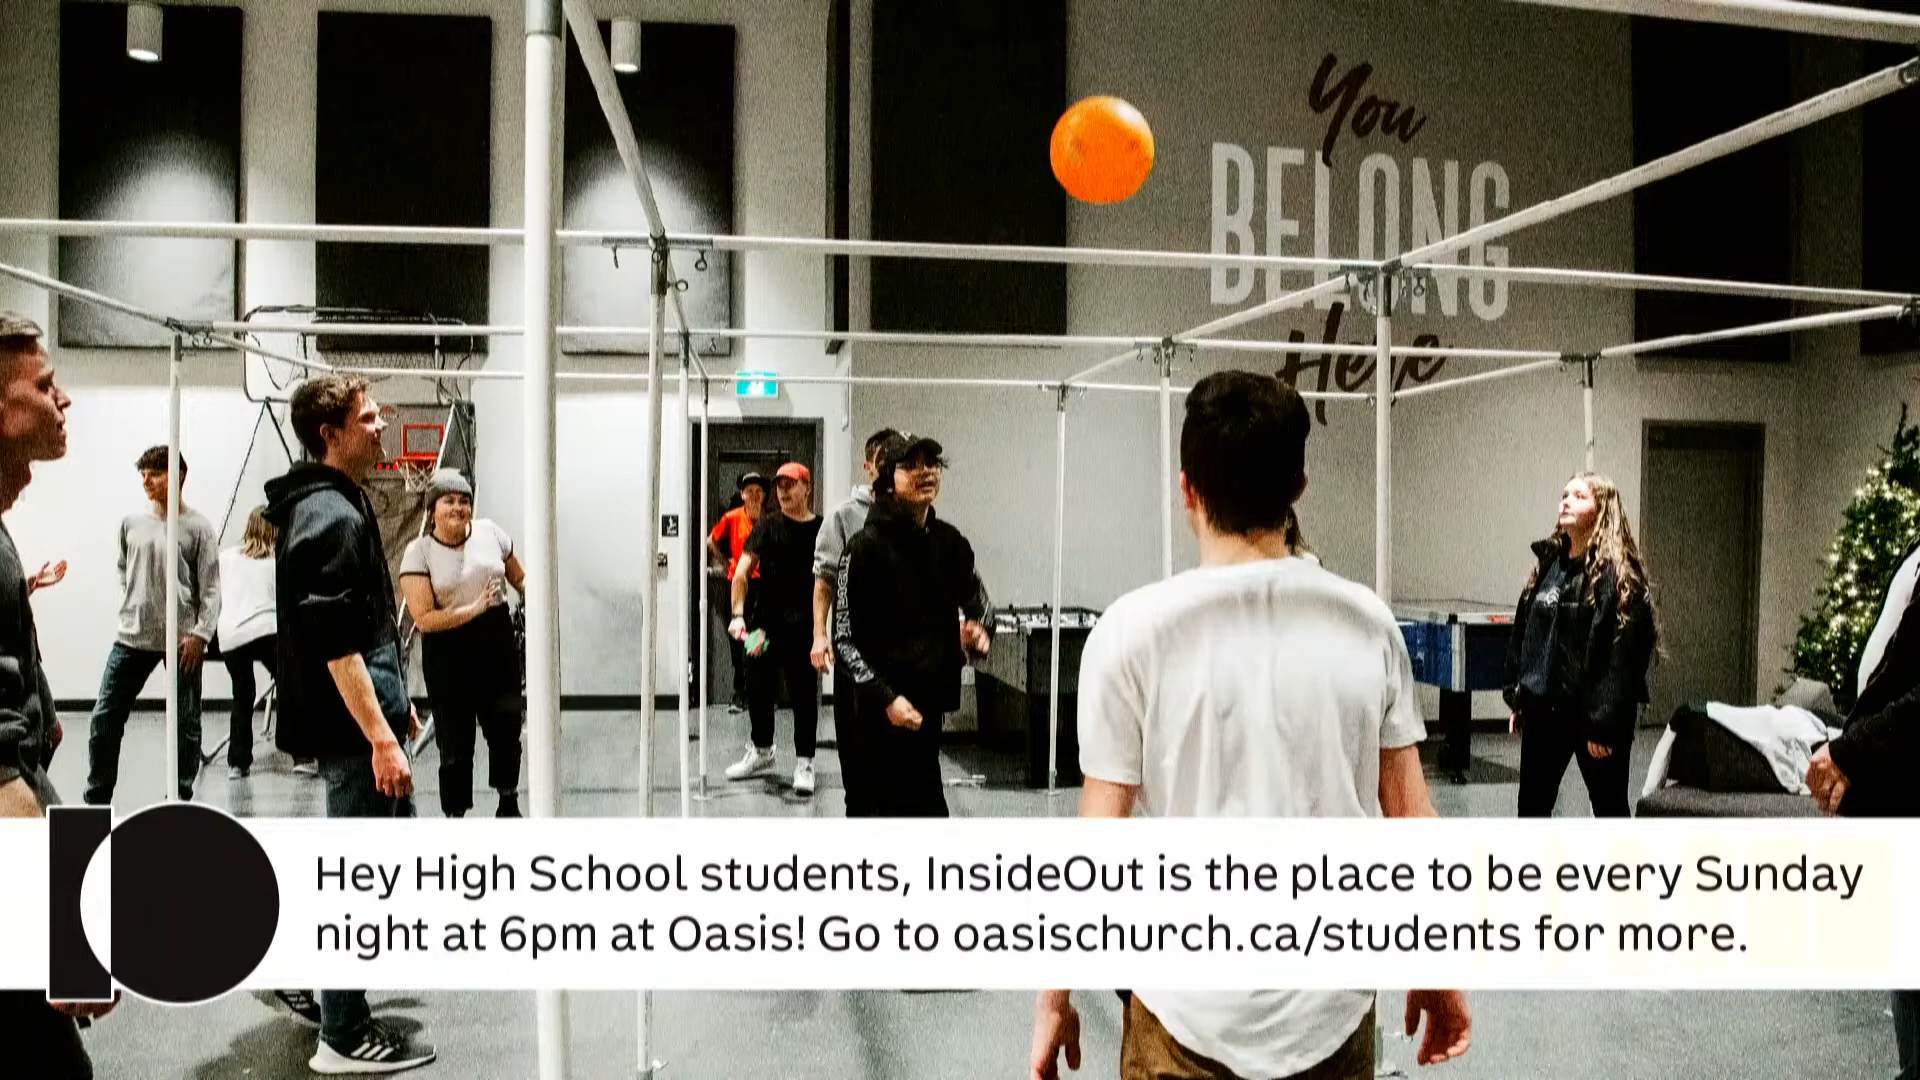 You
BELONG
Here
Hey High School students, InsideOut is the place to be every Sunday
night at 6pm at Oasis! Go to oasischurch.ca/students for more.